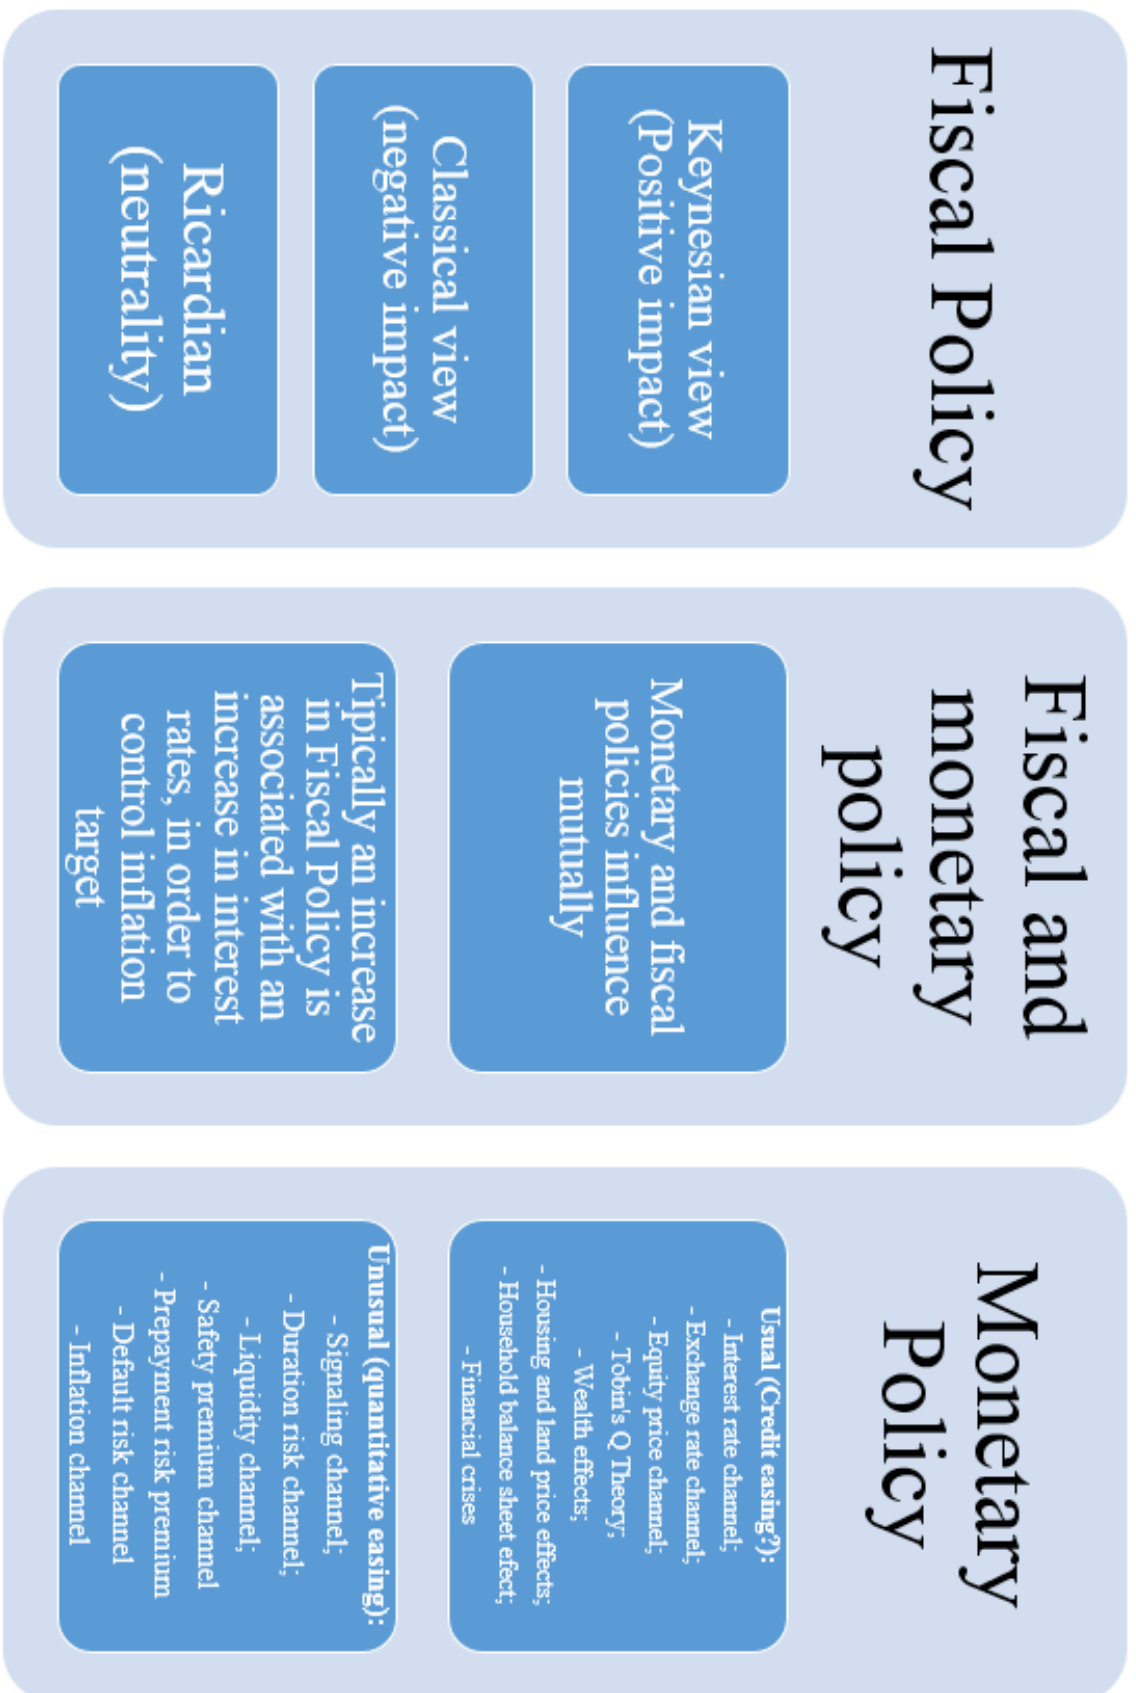 Fiscal Policy
Keynesian view
(Positive impact)
Classical view
(negative impact)
Ricardian
(neutrality)
Fiscal and
monetary
policy
Monetary and fiscal
policies influence
mutually
Tipically an increase
in Fiscal Policy is
associated with an
increase in interest
rates, in order to
control inflation
target
Monetary
Policy
Usual (Credit easing?):
- Interest rate channel;
- Exchange rate channel;
- Equity price channel;
- Tobin's Q Theory;
- Wealth effects;
- Housing and land price effects;
- Household balance sheet efect;
- Financial crises
Unusual (quantitative easing):
- Signaling channel;
- Duration risk channel;
- Liquidity channel;
- Safety premium channel
- Prepayment risk premium
- Default risk channel
- Inflation channel